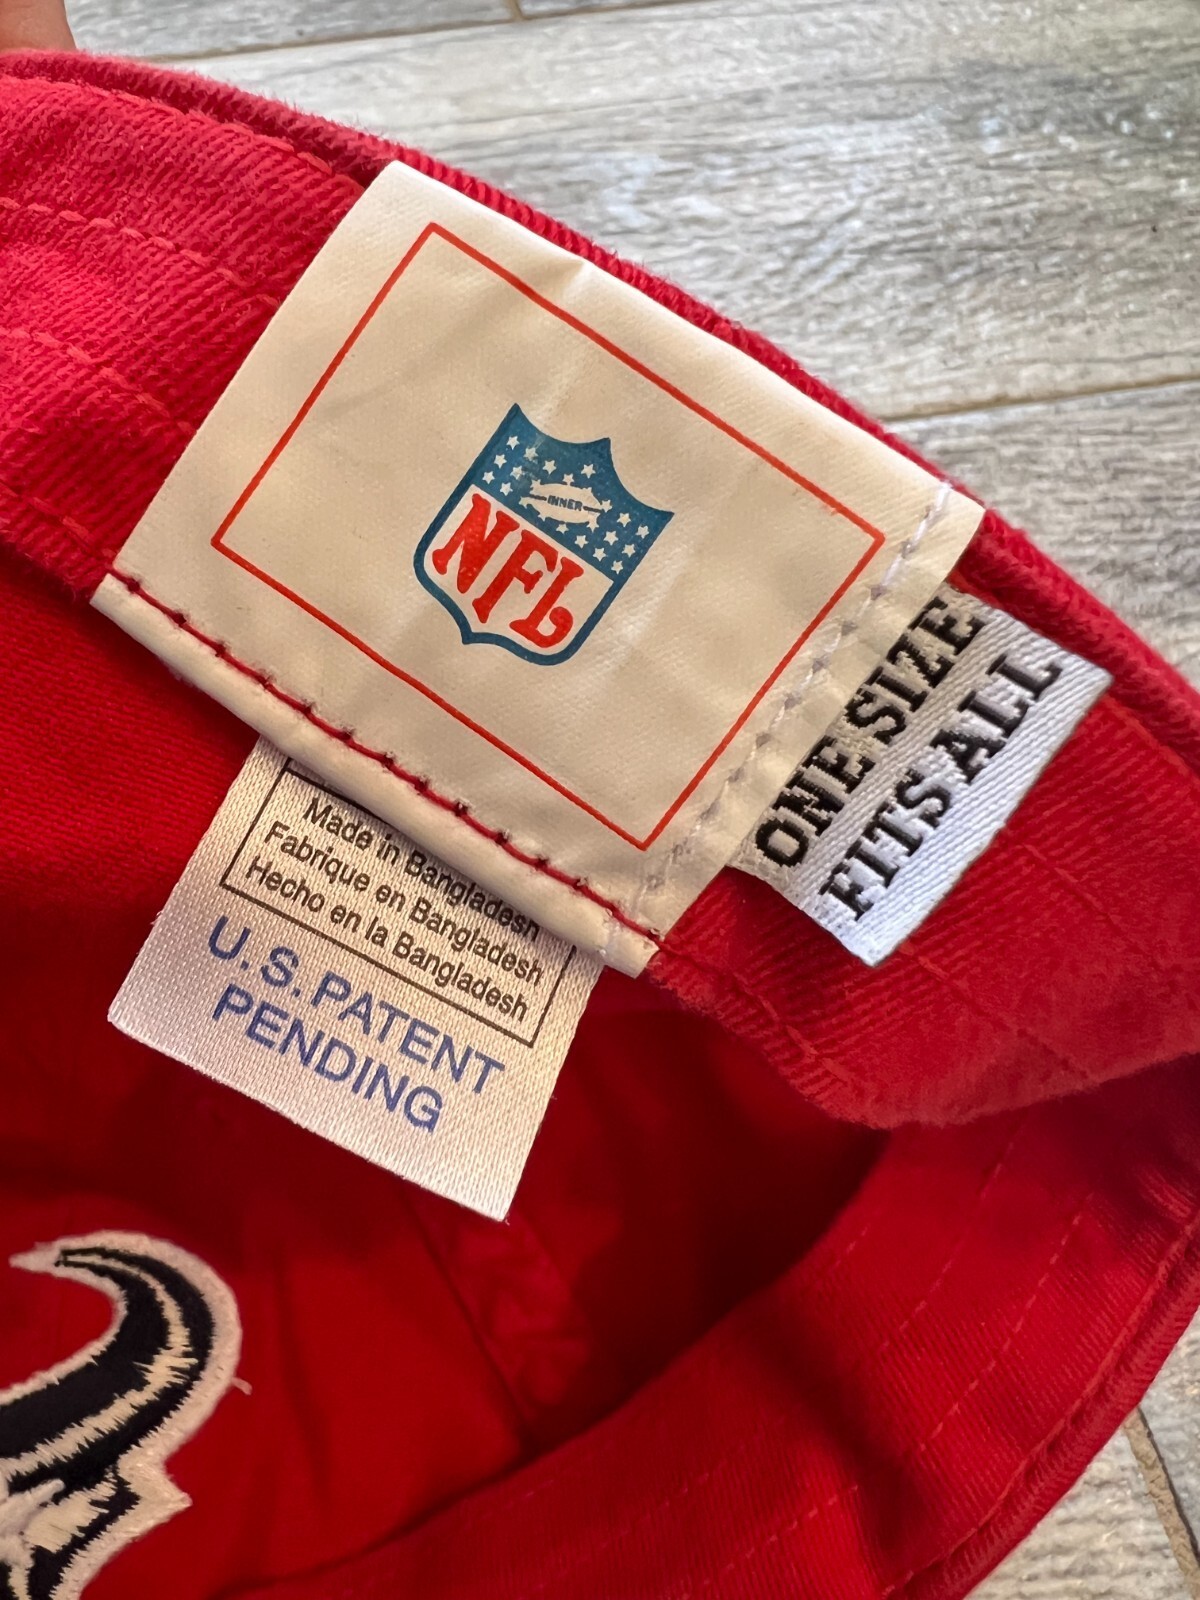 INNER
NFL
ONE SIZE
FITS ALL
Made in Bangladesh
Fabrique en Bangladesh
Hecho en la Bangladesh
U.S. PATENT
PENDING